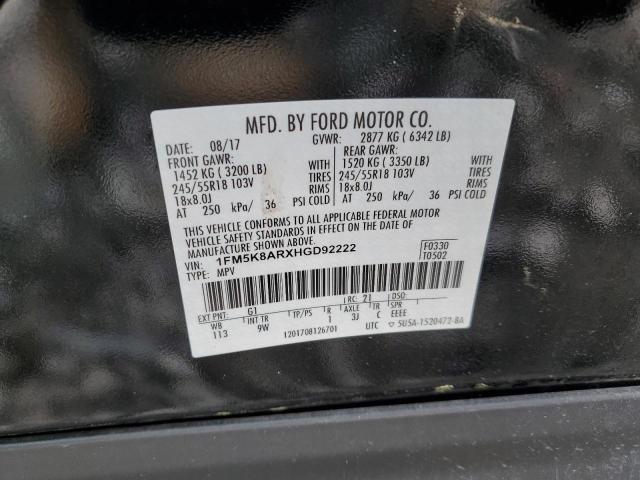 MFD. BY FORD MOTOR CO.
DATE: 08/17 GVWR: 2877 KG ( 6342 LB)
FRONT GAWR: REAR GAWR:
1452 KG ( 3200 LB) 1520 KG ( 3350 LB)
245/55R18 103V TIRES 245/55R18 103V TIRES
18x8.0J RIMS 18x8.0J RIMS
AT 250 kPa/ 36 PSI COLD AT 250 kPa/ 36 PSI COLD
THIS VEHICLE CONFORMS TO ALL APPLICABLE FEDERAL MOTOR
VEHICLE SAFETY STANDARDS IN EFFECT ON THE DATE OF
MANUFACTURE SHOWN ABOVE.
VIN: 1FM5K8ARXHGD92222 F0330
TYPE: MPV T0502
EXT PNT: G1 RC: 21 DSO:
WB INT TR TP/PS R AXLE TR SPR
113 9W 1 3J C EEEE
1201708126701 UTC ▽ 5U5A-1520472-BA